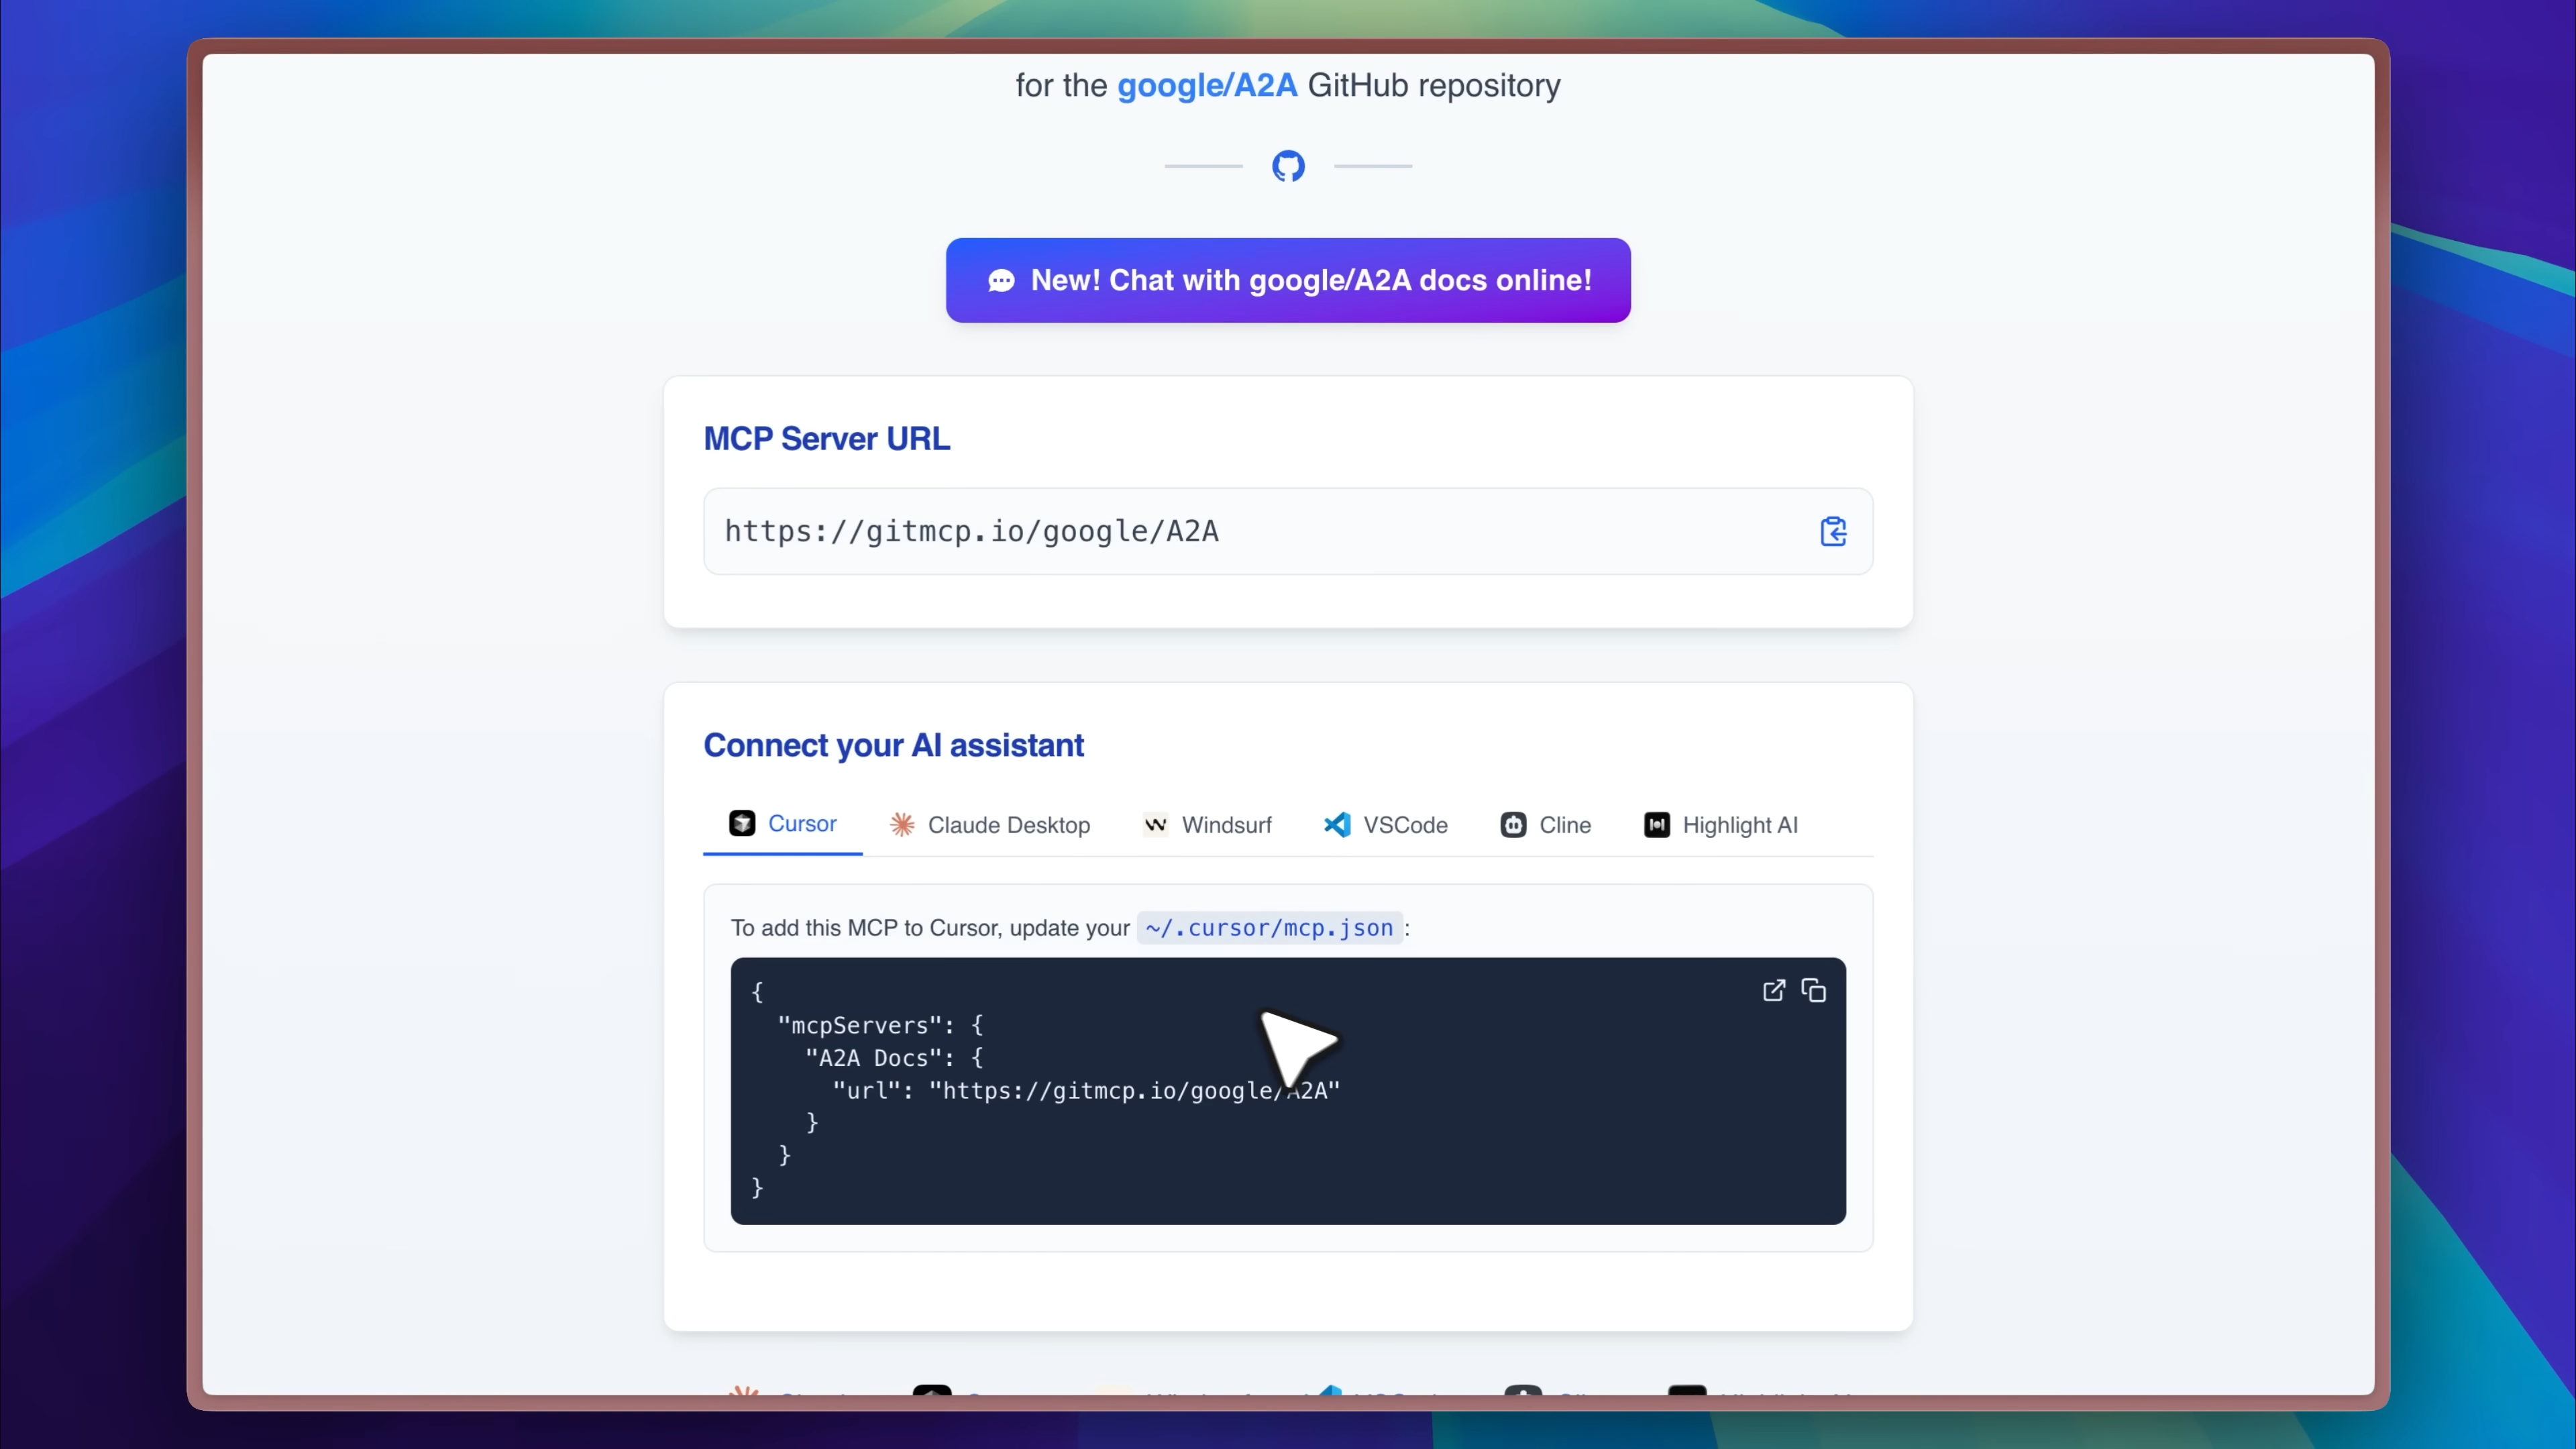 for the google/A2A GitHub repository
New! Chat with google/A2A docs online!
MCP Server URL
https://gitmcp.io/google/A2A
Connect your AI assistant
Cursor Claude Desktop Windsurf VSCode Cline Highlight AI
To add this MCP to Cursor, update your ~/.cursor/mcp.json :
{
"mcpServers": {
"A2A Docs": {
"url": "https://gitmcp.io/google/A2A"
}
}
}